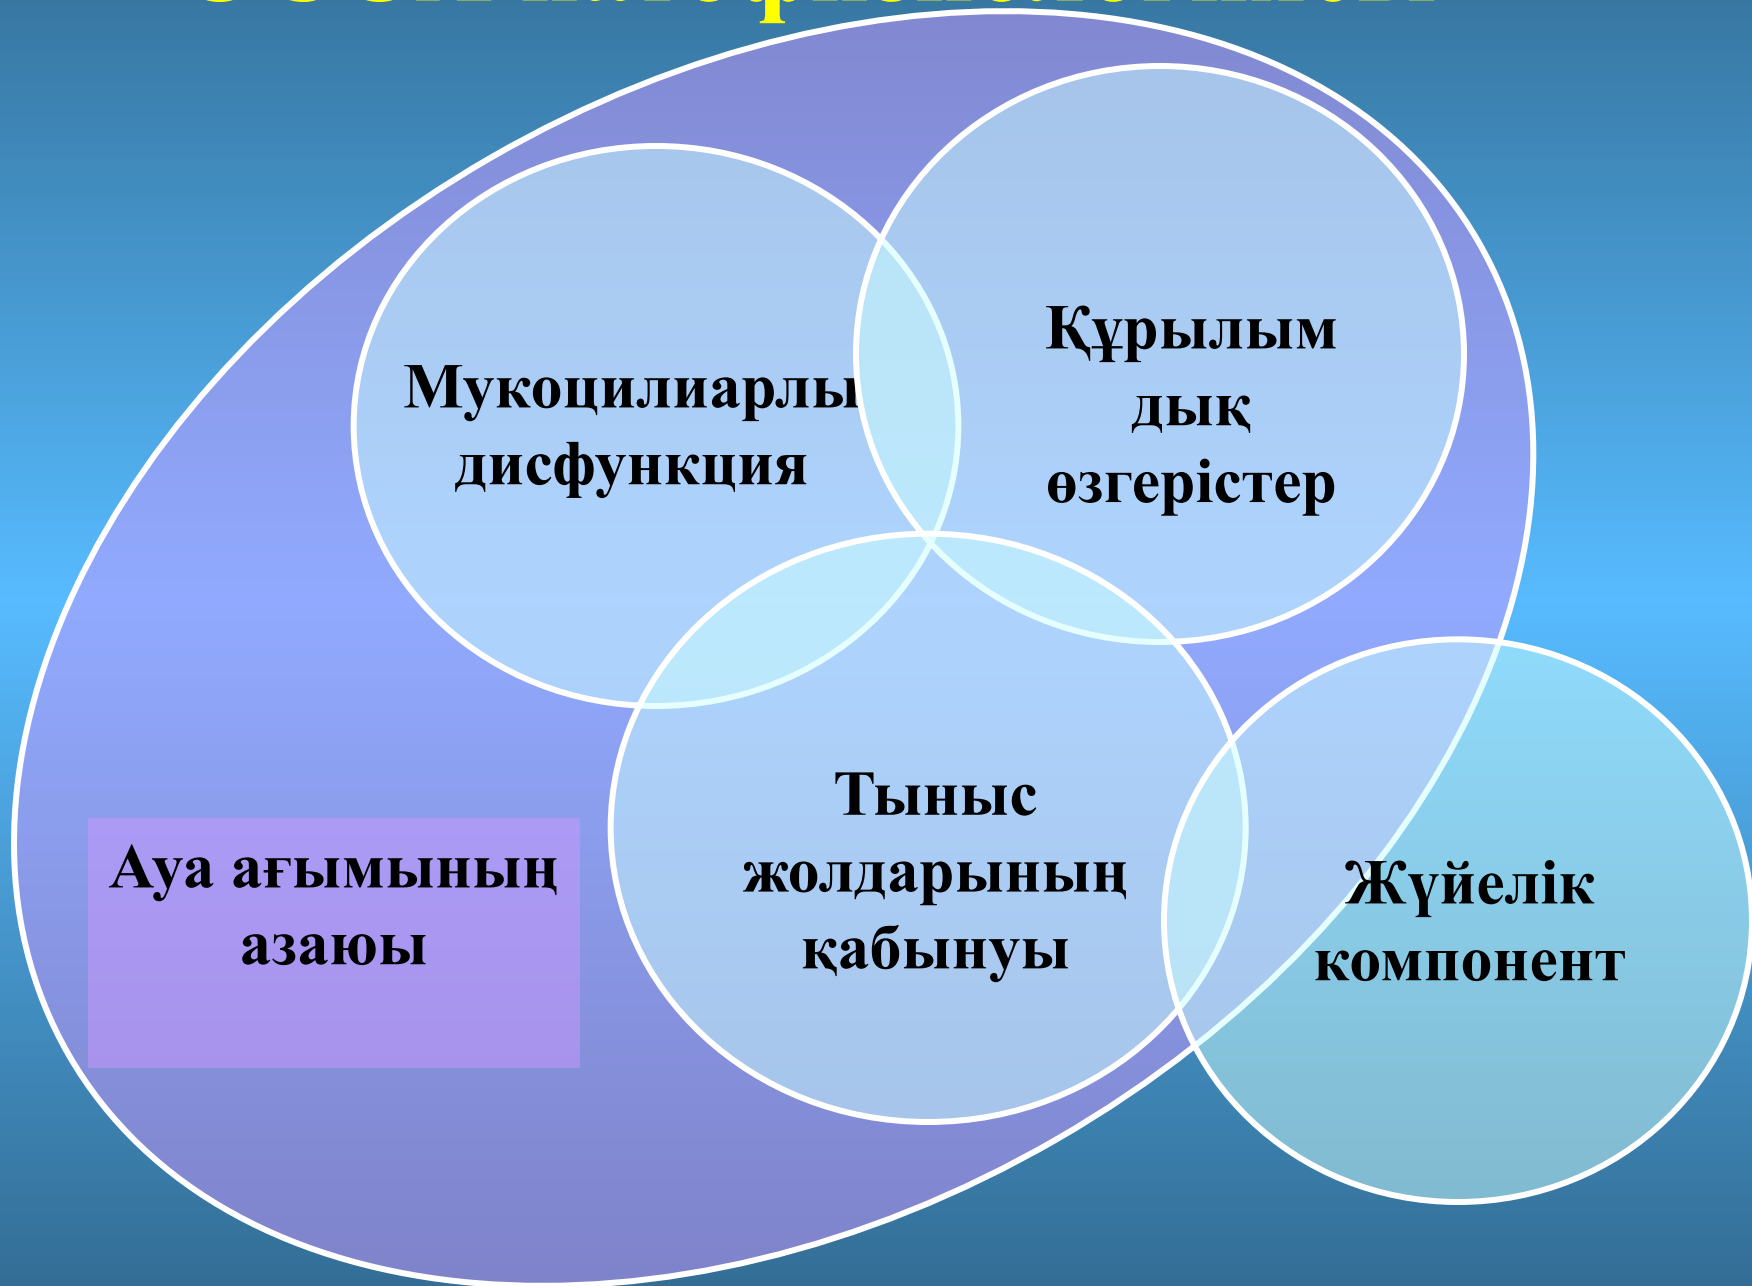 Мукоцилиарлы
дисфункция
Құрылым
дық
өзгерістер
Тыныс
жолдарының
қабынуы
Ауа ағымының
азаюы
Жүйелік
компонент